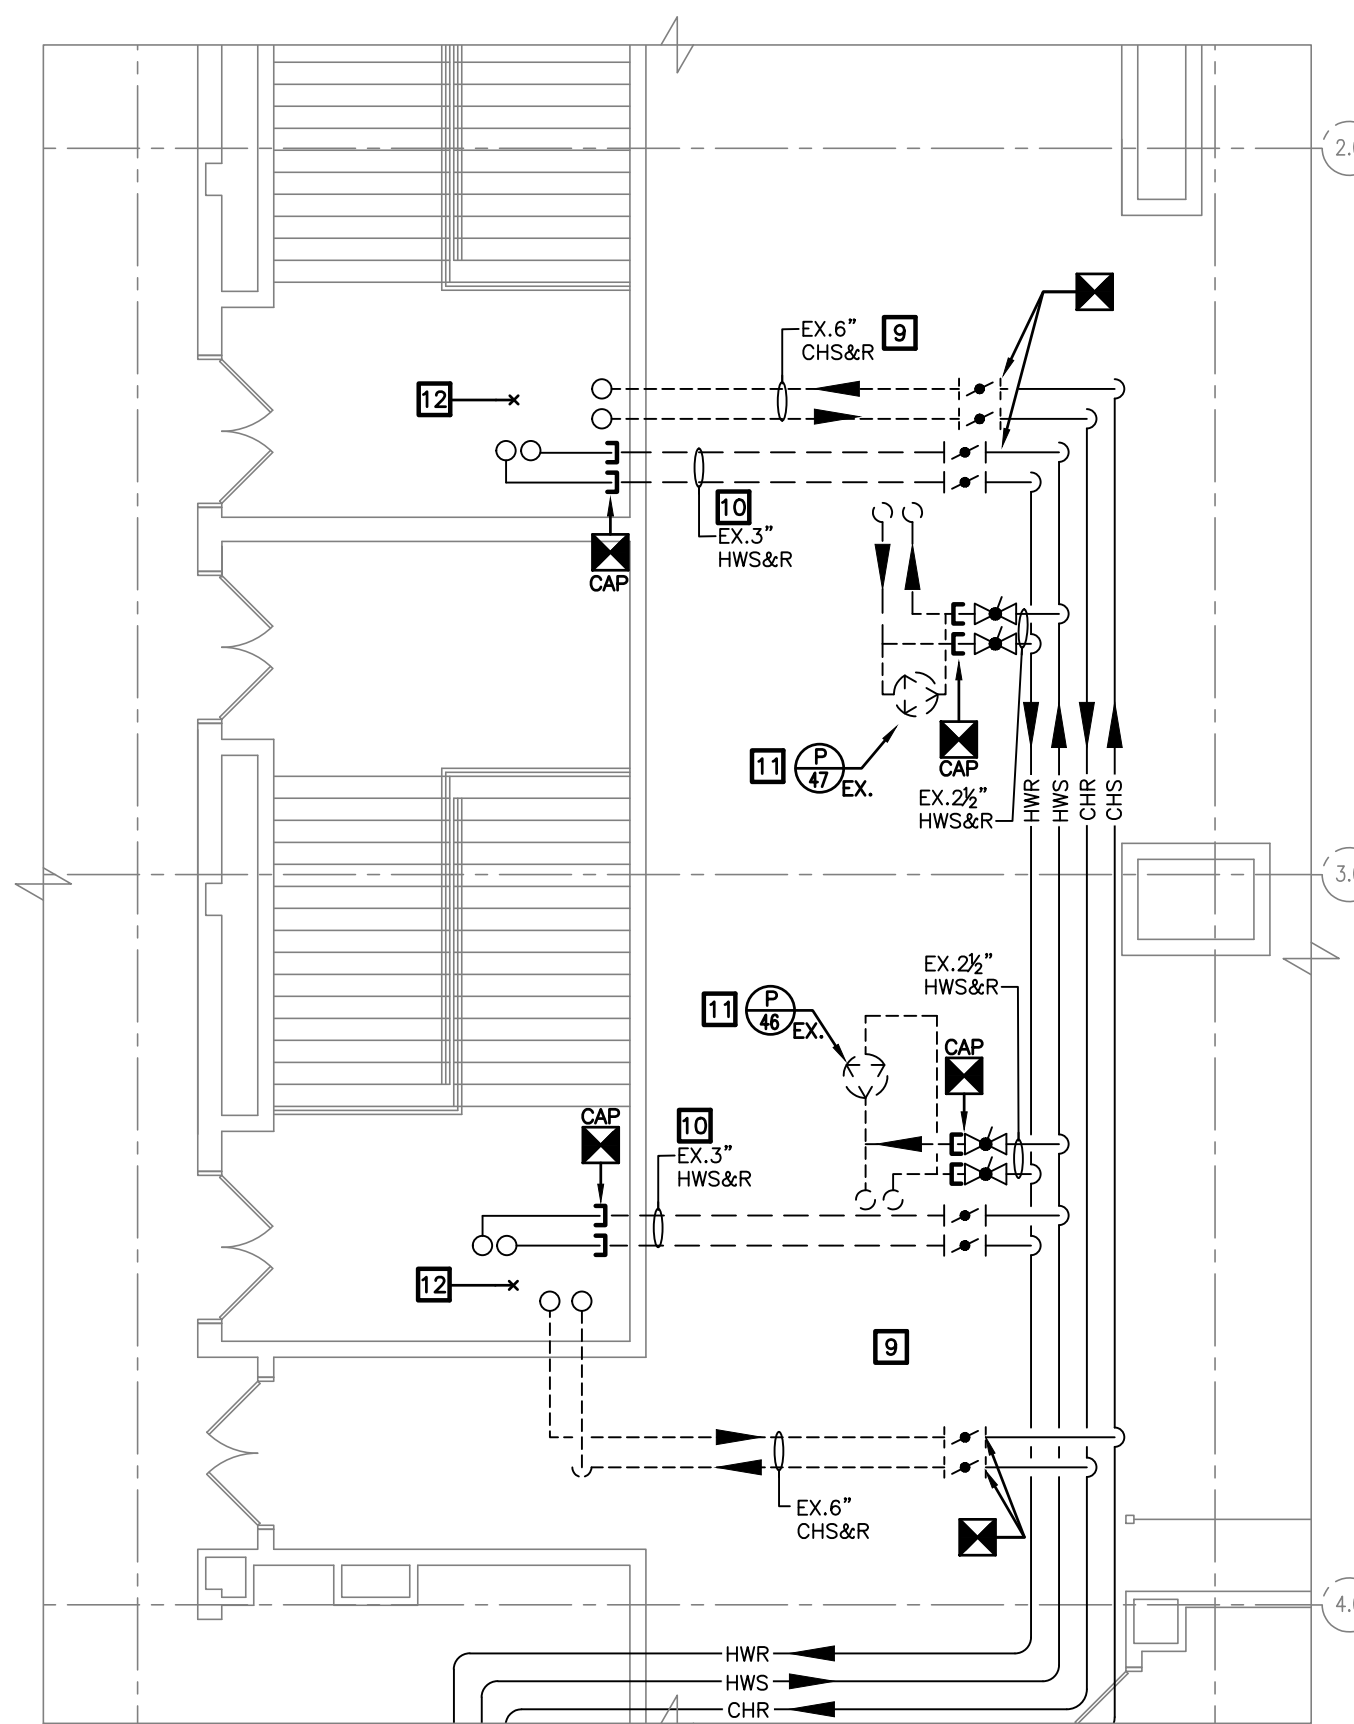 2.
EX.6"
CHS&R
9
12
10
EX.3"
HWS&R
CAP
11
P
47
EX.
CAP
EX.2½"
HWS&R
HWR
HWS
CHR
CHS
3.
EX.2½"
HWS&R
11
P
46
EX.
CAP
CAP
10
EX.3"
HWS&R
12
9
EX.6"
CHS&R
4.
HWR
HWS
CHR